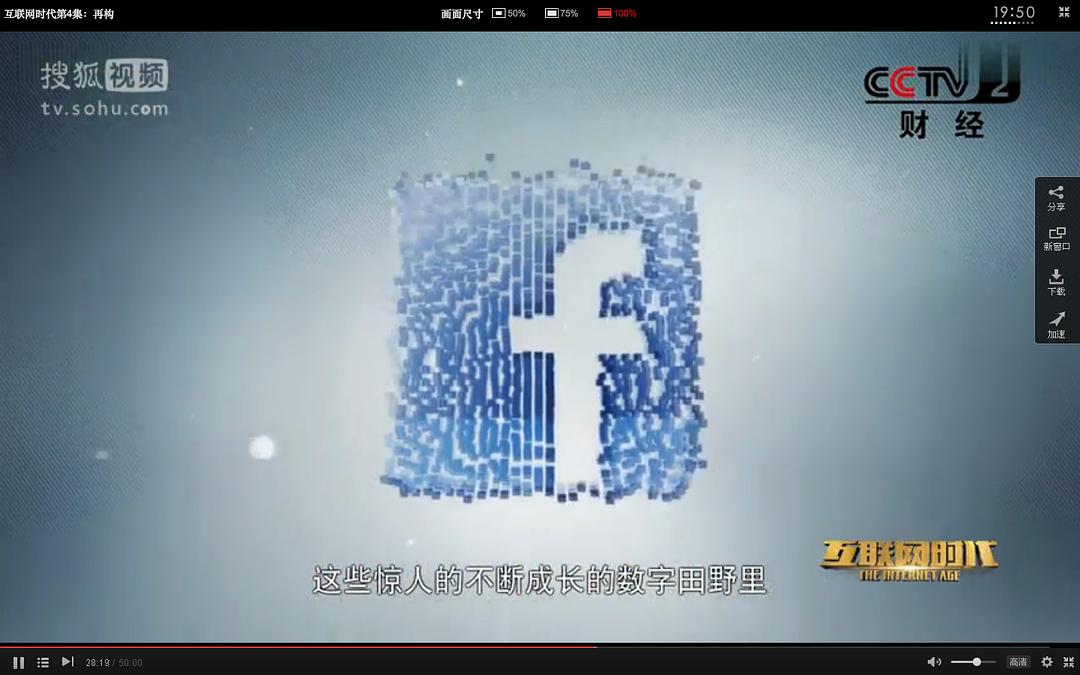 互联网时代第4集：再构
画面尺寸 50% 75% 100%
19:50
搜狐视频
tv.sohu.com
CCTV 2
财 经
f
分享
新窗口
下载
加速
互联网时代
THE INTERNET AGE
这些惊人的不断成长的数字田野里
28:19 / 50:00
高清